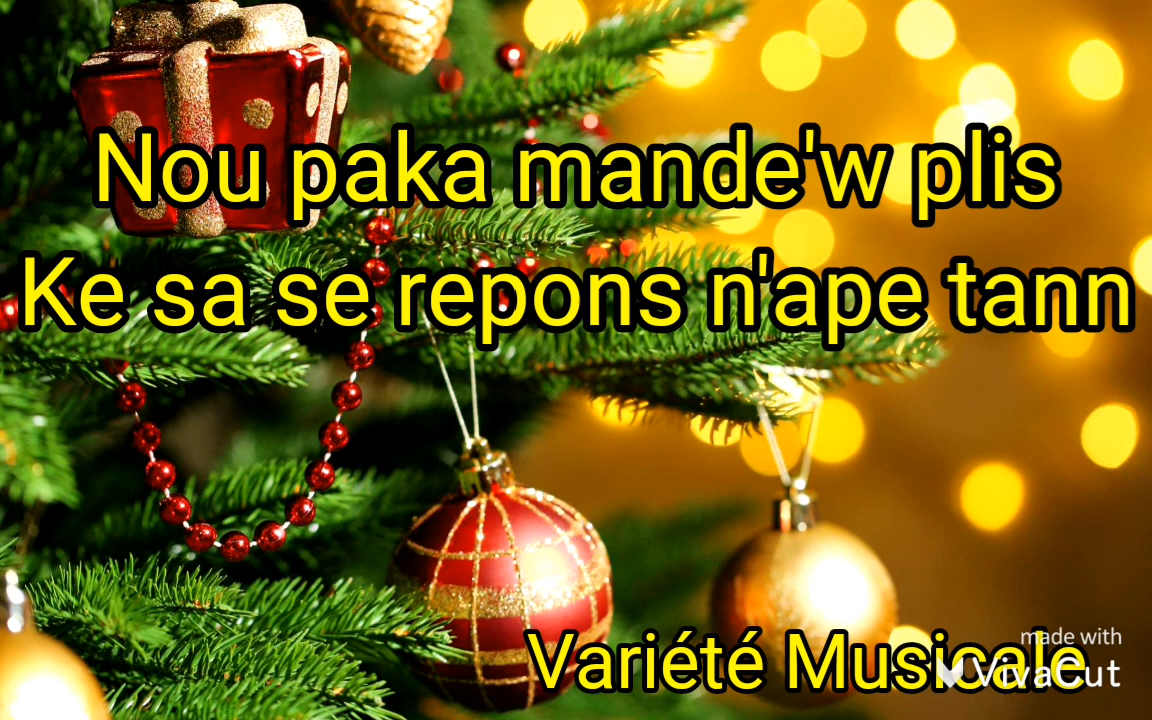 Nou paka mande'w plis
Ke sa se repons n'ape tann
Variété Musicale
made with
VivaCut